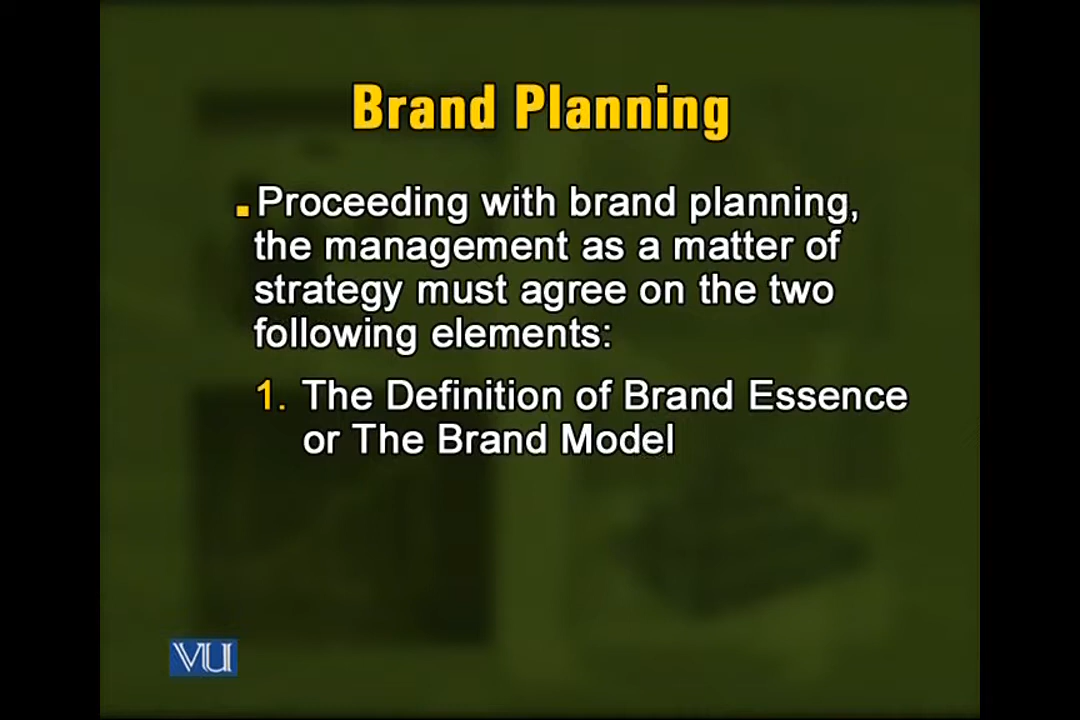 Brand Planning
Proceeding with brand planning,
the management as a matter of
strategy must agree on the two
following elements:
1. The Definition of Brand Essence
or The Brand Model
VU